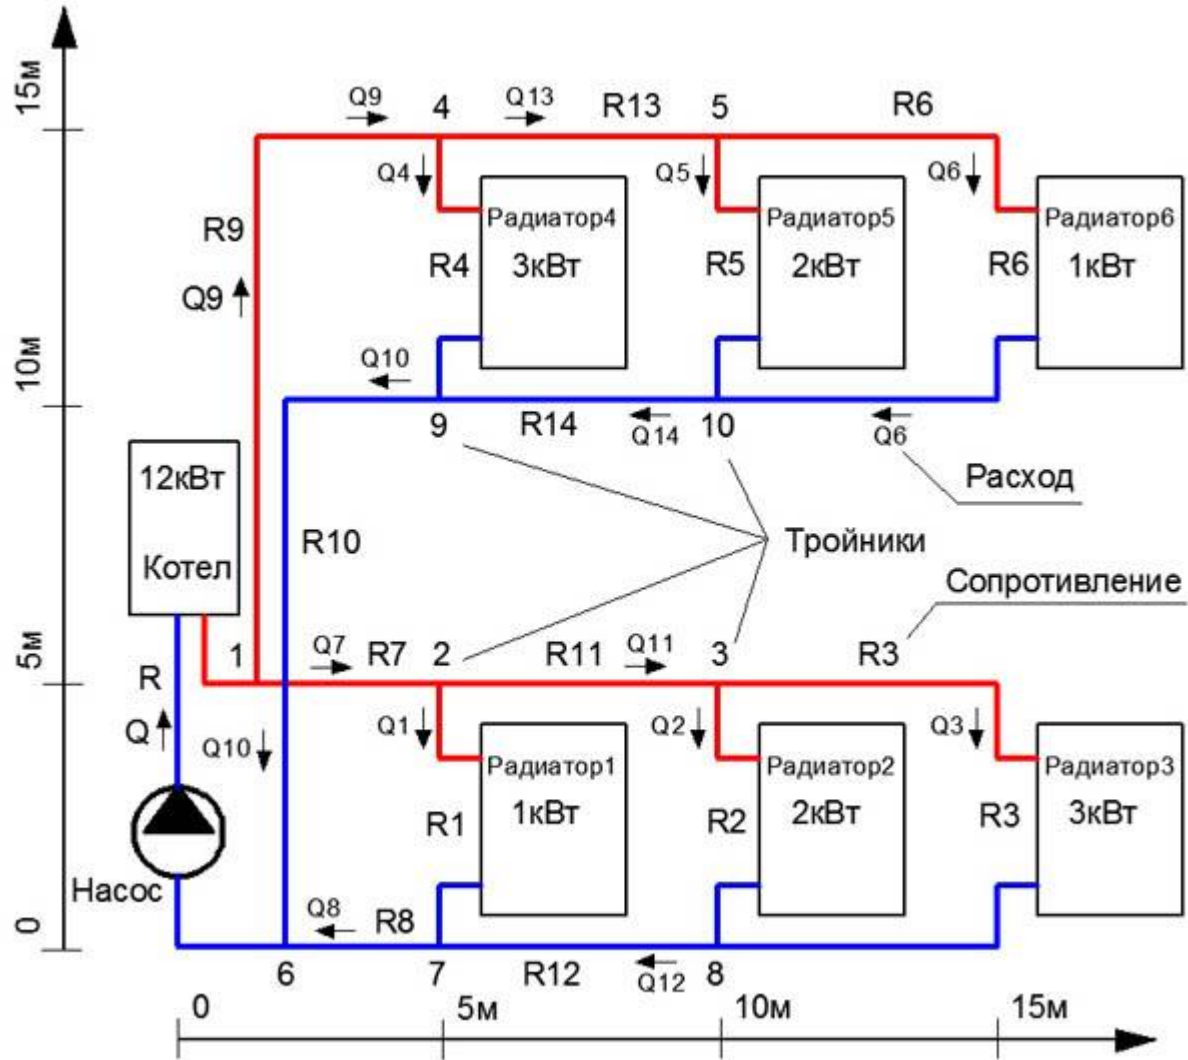 15м
Q9
4
Q13
R13
5
R6
Q4
Q5
Q6
Радиатор4
Радиатор5
Радиатор6
R9
R4
3кВт
R5
2кВт
R6
1кВт
Q9
10м
Q10
9
R14
Q14
10
Q6
12кВт
Расход
R10
Тройники
Котел
Сопротивление
5м
1
Q7
R7
2
R11
Q11
3
R3
R
Q
Q10
Q1
Q2
Q3
Радиатор1
Радиатор2
Радиатор3
R1
1кВт
R2
2кВт
R3
3кВт
Насос
0
Q8
R8
6
7
R12
Q12
8
0
5м
10м
15м